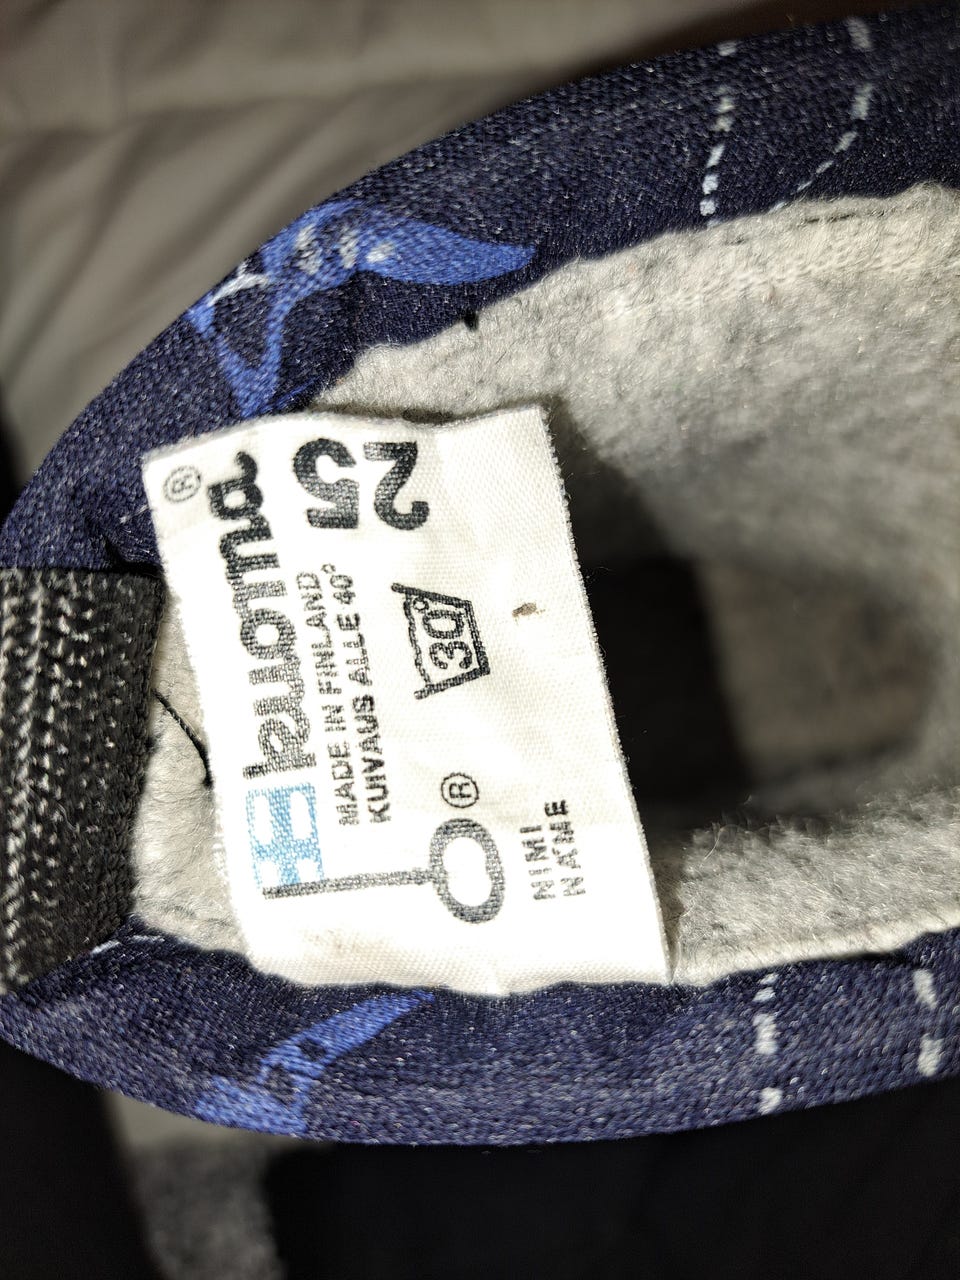 kuoma ®
MADE IN FINLAND
KUIVAUS ALLE 40°
25
30°
®
NIMI
NAME